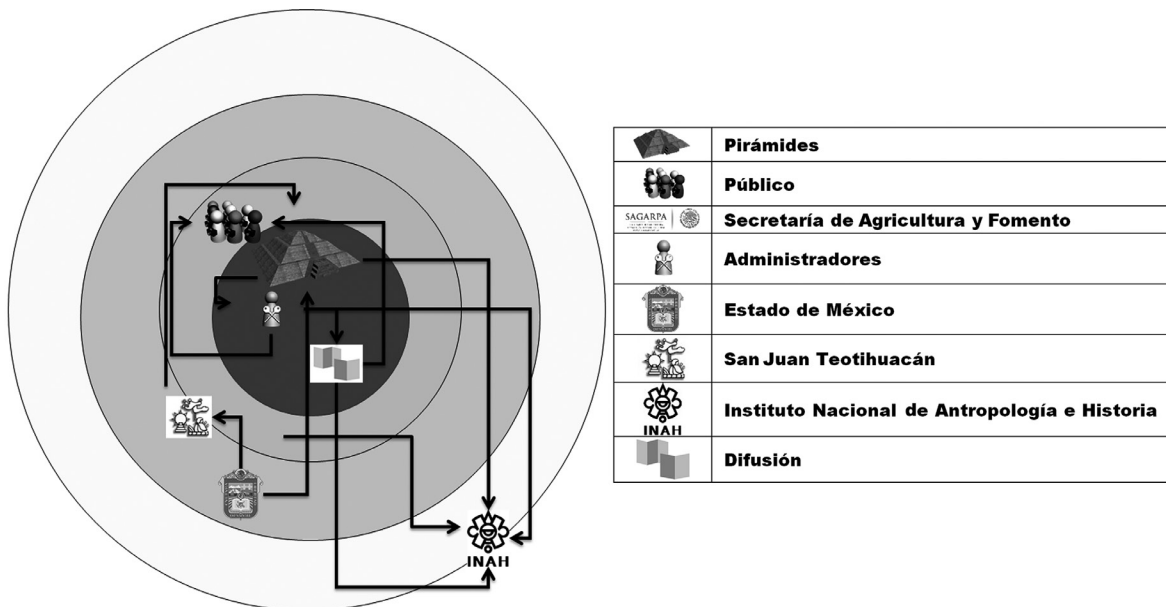 INAH
Pirámides
Público
SAGARPA
Secretaría de Agricultura y Fomento
Administradores
Estado de México
San Juan Teotihuacán
INAH
Instituto Nacional de Antropología e Historia
Difusión